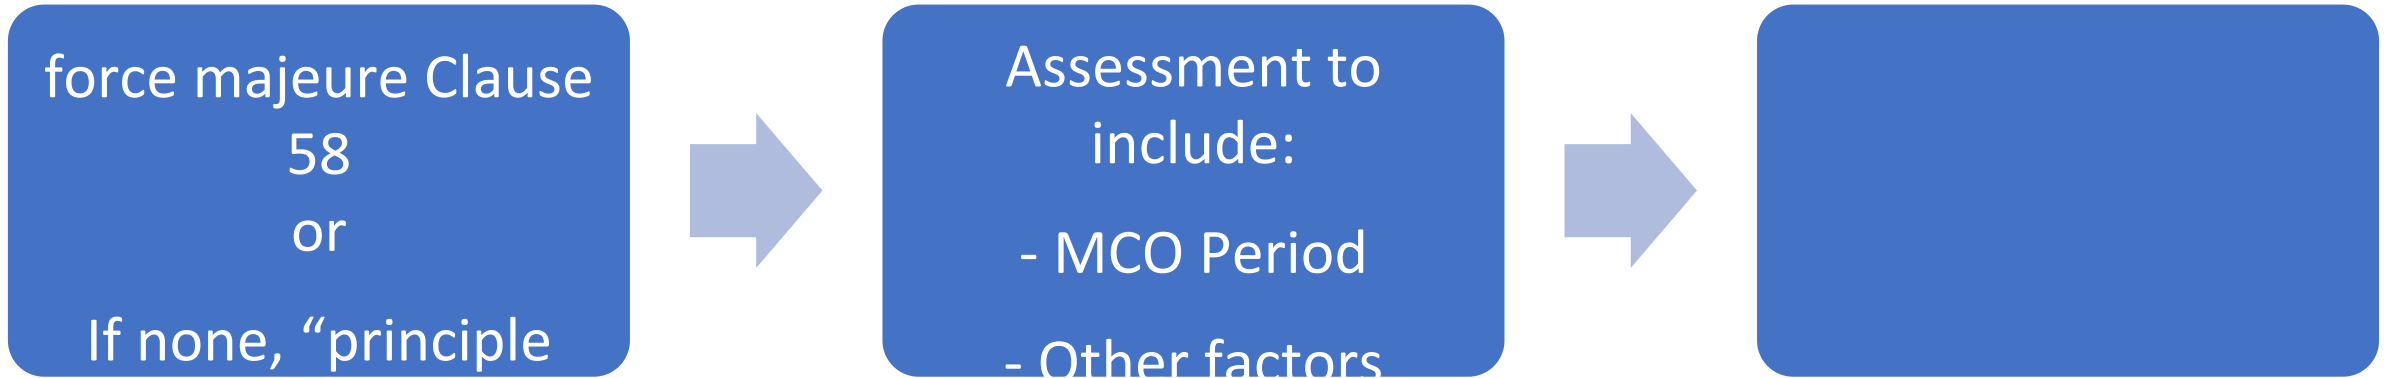 force majeure Clause
58
or
If none, “principle
Assessment to
include:
- MCO Period
- Other factors